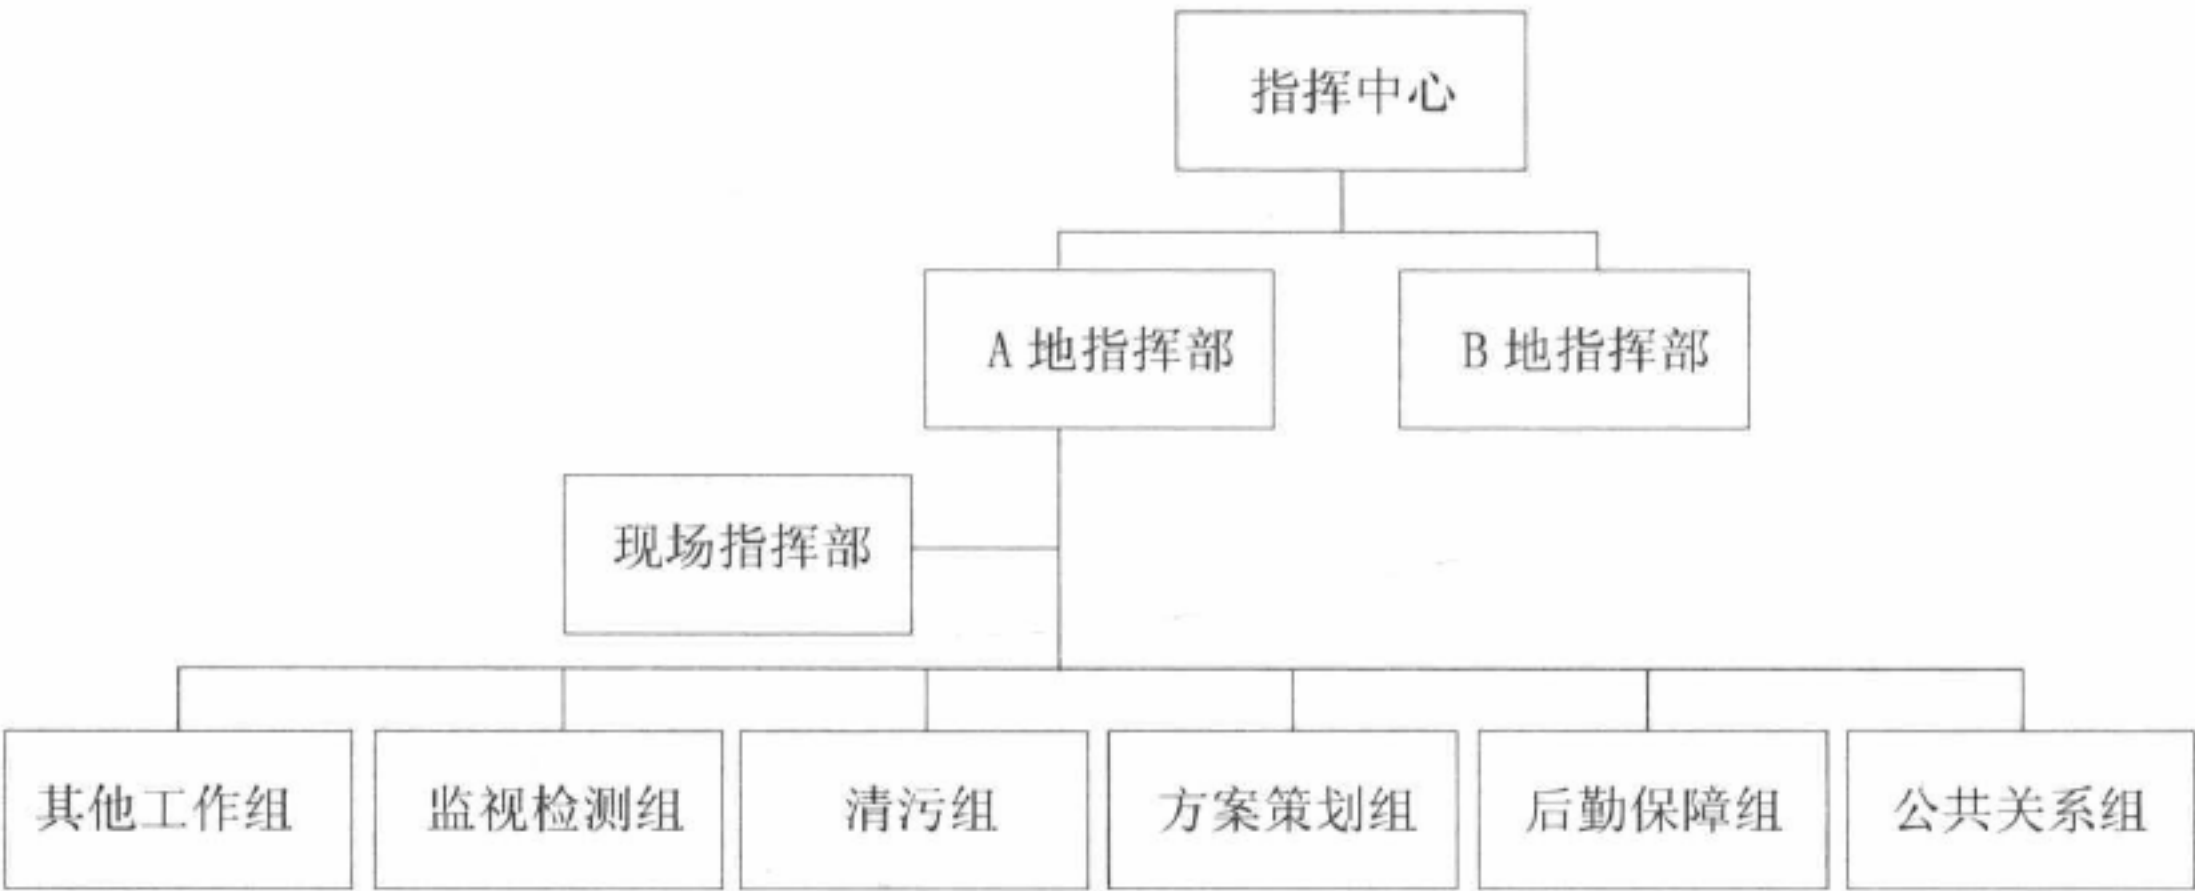 指挥中心
A地指挥部
B地指挥部
现场指挥部
其他工作组
监视检测组
清污组
方案策划组
后勤保障组
公共关系组